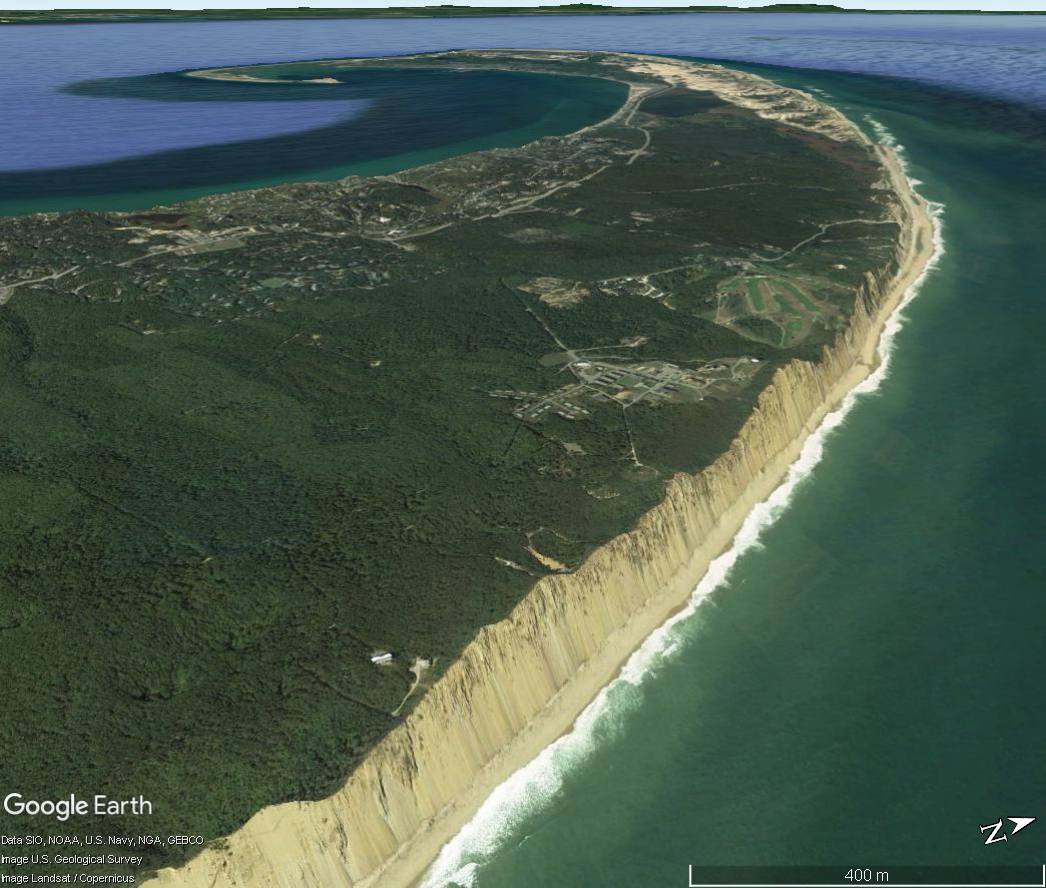 Google Earth
Data SIO, NOAA, U.S. Navy, NGA, GEBCO
Image U.S. Geological Survey
Image Landsat / Copernicus
N
400 m